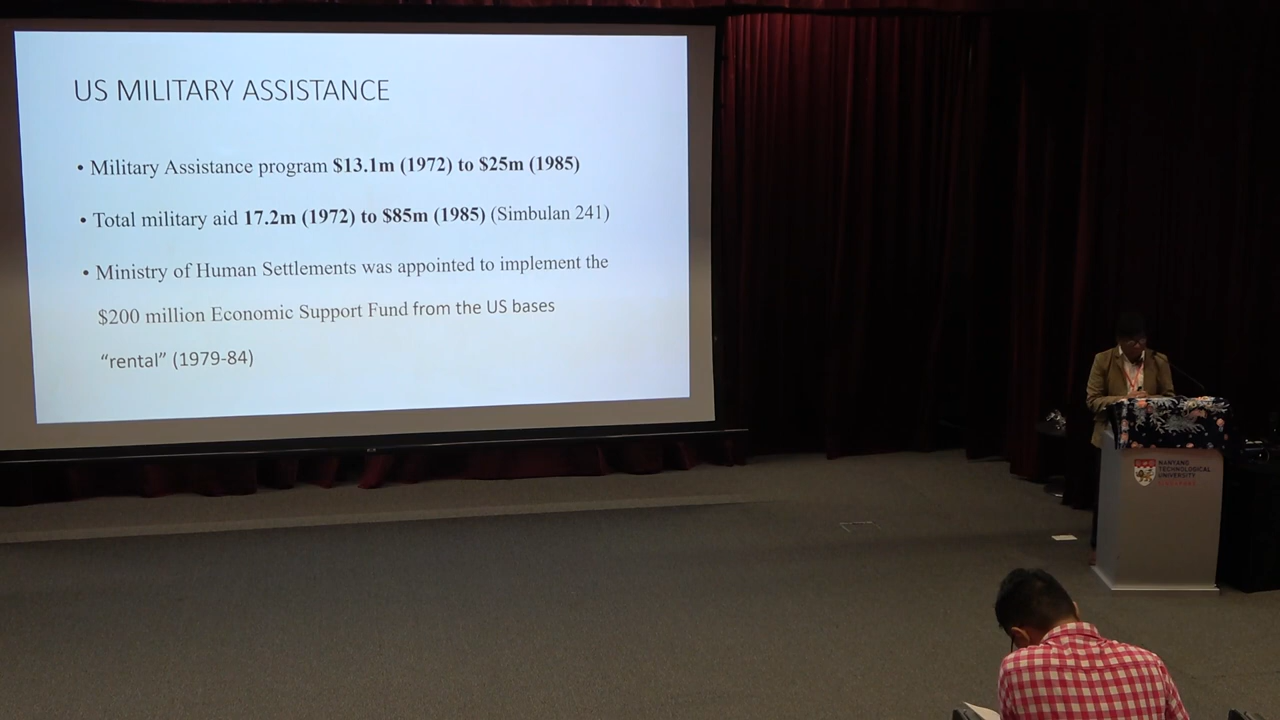 US MILITARY ASSISTANCE
• Military Assistance program $13.1m (1972) to $25m (1985)
• Total military aid 17.2m (1972) to $85m (1985) (Simbulan 241)
• Ministry of Human Settlements was appointed to implement the
$200 million Economic Support Fund from the US bases
“rental” (1979-84)
NANYANG
TECHNOLOGICAL
UNIVERSITY
SINGAPORE